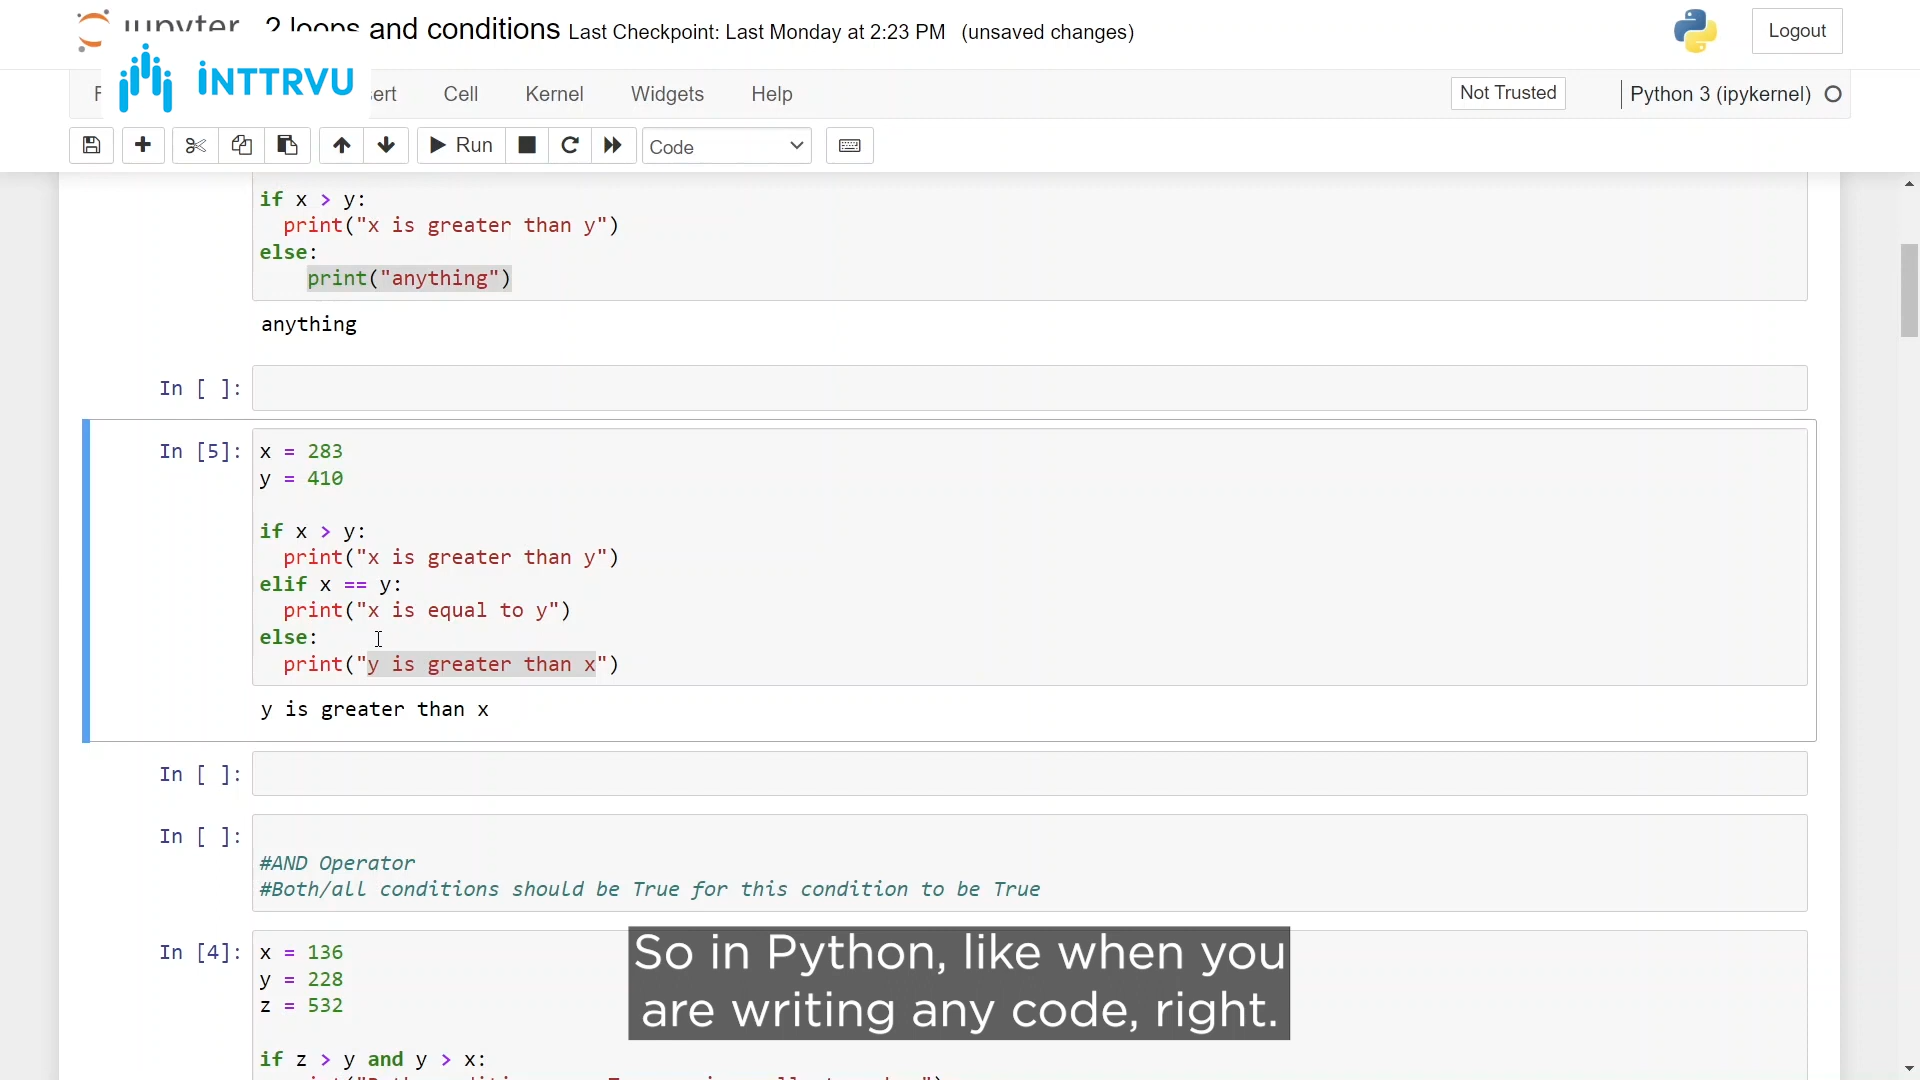 jupyter 2 loops and conditions Last Checkpoint: Last Monday at 2:23 PM (unsaved changes)
Logout
INTTRVU
F
ert Cell Kernel Widgets Help
Not Trusted
Python 3 (ipykernel)
Run
Code
if x > y:
print("x is greater than y")
else:
print("anything")
anything
In [ ]:
In [5]:
x = 283
y = 410
if x > y:
print("x is greater than y")
elif x == y:
print("x is equal to y")
else:
print("y is greater than x")
y is greater than x
In [ ]:
In [ ]:
#AND Operator
#Both/all conditions should be True for this condition to be True
In [4]:
x = 136
y = 228
z = 532
if z > y and y > x:
So in Python, like when you
are writing any code, right.